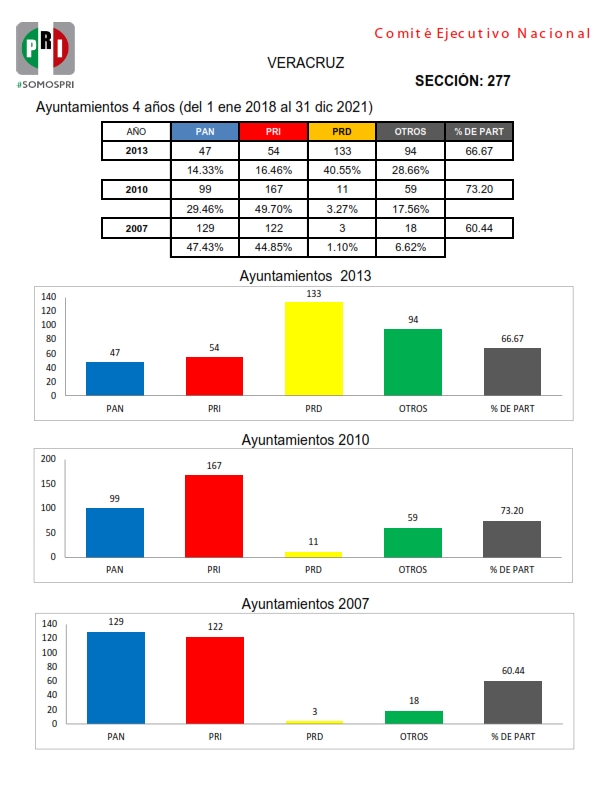 Comité Ejecutivo Nacional
PRI
#SOMOSPRI
VERACRUZ
SECCIÓN: 277
Ayuntamientos 4 años (del 1 ene 2018 al 31 dic 2021)
AÑO PAN PRI PRD OTROS % DE PART
2013 47 54 133 94 66.67
14.33% 16.46% 40.55% 28.66%
2010 99 167 11 59 73.20
29.46% 49.70% 3.27% 17.56%
2007 129 122 3 18 60.44
47.43% 44.85% 1.10% 6.62%
Ayuntamientos 2013
140
120
100
80
60
40
20
0
47 54 133 94 66.67
PAN PRI PRD OTROS % DE PART
Ayuntamientos 2010
200
150
100
50
0
99 167 11 59 73.20
PAN PRI PRD OTROS % DE PART
Ayuntamientos 2007
140
120
100
80
60
40
20
0
129 122 3 18 60.44
PAN PRI PRD OTROS % DE PART